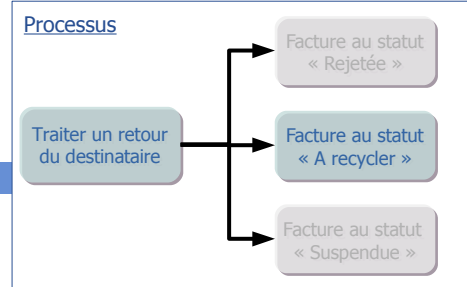 Processus
Facture au statut
« Rejetée »
Traiter un retour
du destinataire
Facture au statut
« A recycler »
Facture au statut
« Suspendue »